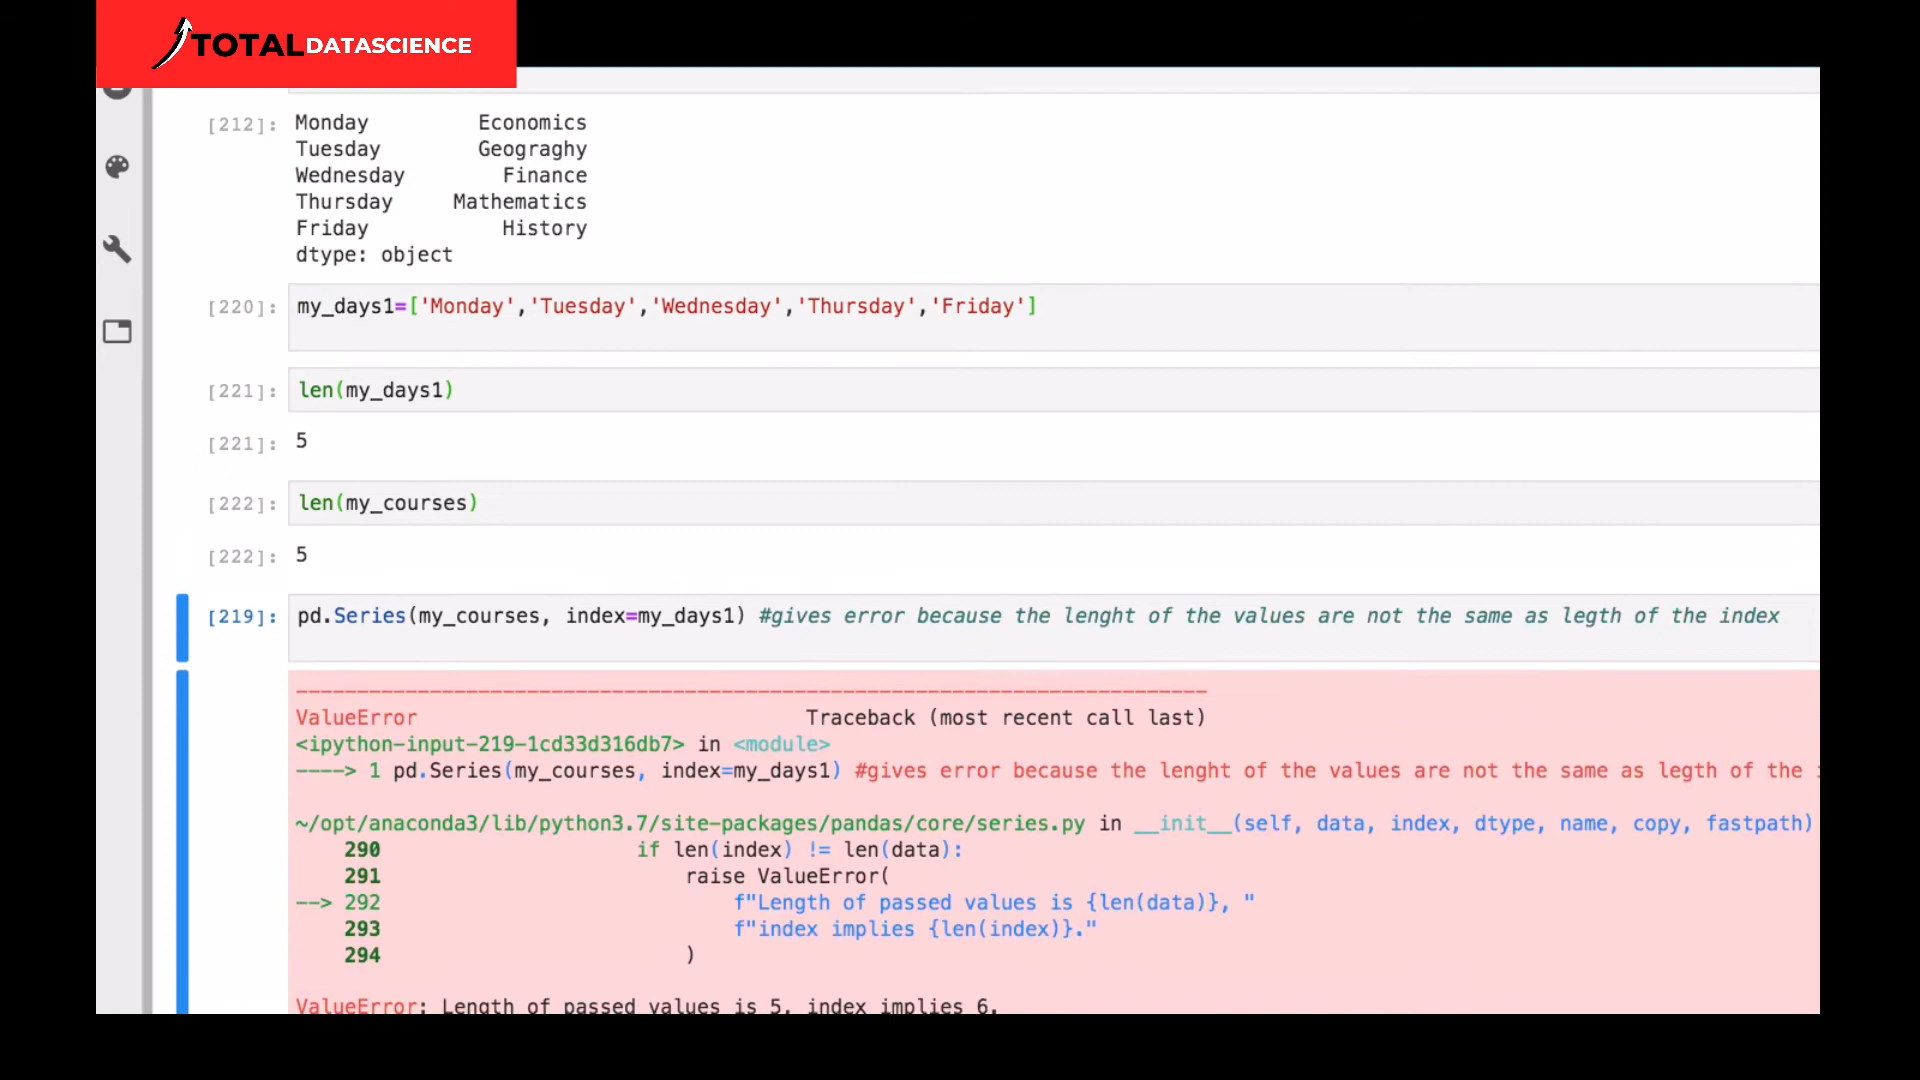 TOTALDATASCIENCE
[212]: Monday Economics
Tuesday Geograghy
Wednesday Finance
Thursday Mathematics
Friday History
dtype: object
[220]: my_days1=['Monday','Tuesday','Wednesday','Thursday','Friday']
[221]: len(my_days1)
[221]: 5
[222]: len(my_courses)
[222]: 5
[219]: pd.Series(my_courses, index=my_days1) #gives error because the lenght of the values are not the same as legth of the index
---------------------------------------------------------------------------
ValueError Traceback (most recent call last)
<ipython-input-219-1cd33d316db7> in <module>
----> 1 pd.Series(my_courses, index=my_days1) #gives error because the lenght of the values are not the same as legth of the
~/opt/anaconda3/lib/python3.7/site-packages/pandas/core/series.py in __init__(self, data, index, dtype, name, copy, fastpath)
290 if len(index) != len(data):
291 raise ValueError(
--> 292 f"Length of passed values is {len(data)}, "
293 f"index implies {len(index)}."
294 )
ValueError: Length of passed values is 5, index implies 6.